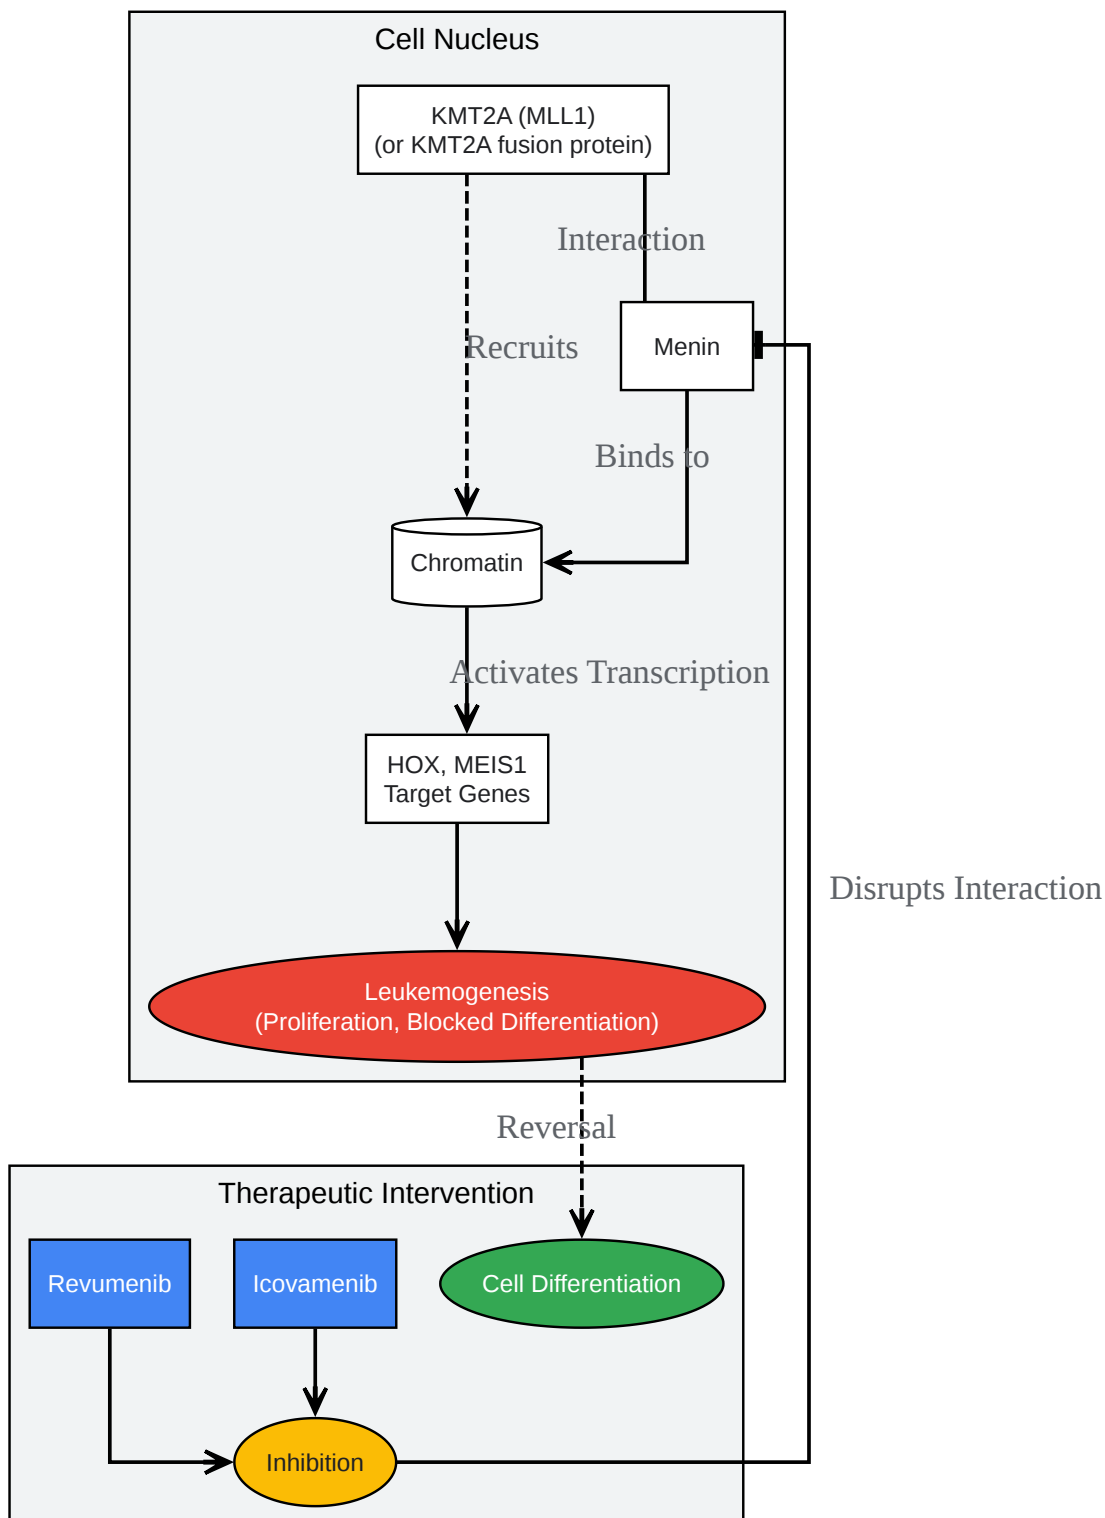 Cell Nucleus
KMT2A (MLL1)
(or KMT2A fusion protein)
Interaction
Recruits
Menin
Binds to
Chromatin
Activates Transcription
HOX, MEIS1
Target Genes
Disrupts Interaction
Leukemogenesis
(Proliferation, Blocked Differentiation)
Reversal
Therapeutic Intervention
Revumenib
Icovamenib
Cell Differentiation
Inhibition